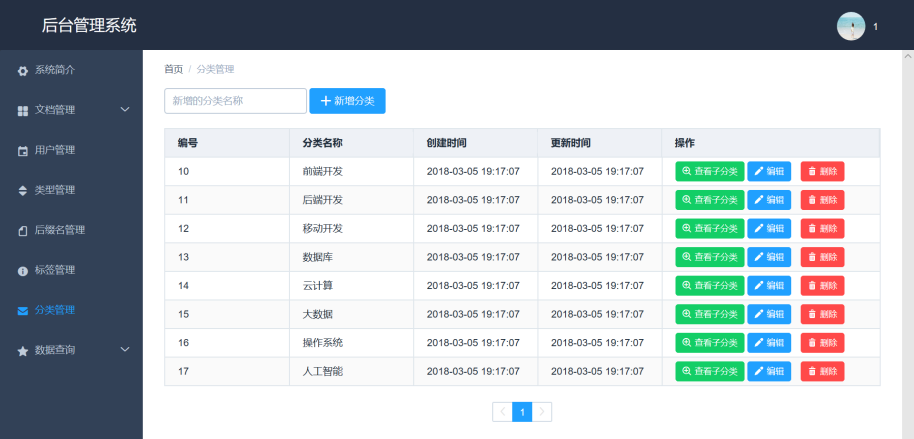 后台管理系统
1
系统简介
文档管理
用户管理
类型管理
后缀名管理
标签管理
分类管理
数据查询
首页 / 分类管理
新增的分类名称 新增分类
编号 分类名称 创建时间 更新时间 操作
10 前端开发 2018-03-05 19:17:07 2018-03-05 19:17:07 查看子分类 编辑 删除
11 后端开发 2018-03-05 19:17:07 2018-03-05 19:17:07 查看子分类 编辑 删除
12 移动开发 2018-03-05 19:17:07 2018-03-05 19:17:07 查看子分类 编辑 删除
13 数据库 2018-03-05 19:17:07 2018-03-05 19:17:07 查看子分类 编辑 删除
14 云计算 2018-03-05 19:17:07 2018-03-05 19:17:07 查看子分类 编辑 删除
15 大数据 2018-03-05 19:17:07 2018-03-05 19:17:07 查看子分类 编辑 删除
16 操作系统 2018-03-05 19:17:07 2018-03-05 19:17:07 查看子分类 编辑 删除
17 人工智能 2018-03-05 19:17:07 2018-03-05 19:17:07 查看子分类 编辑 删除
1